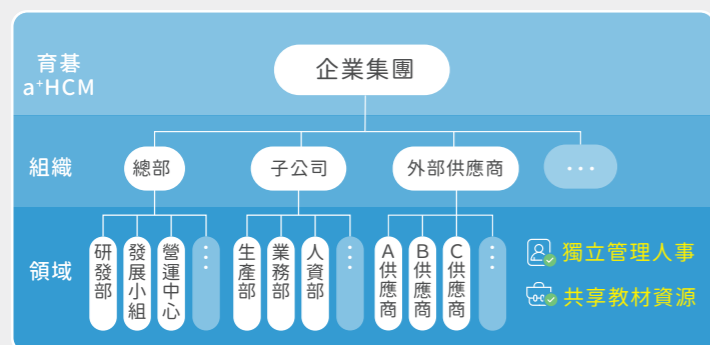 育碁
a⁺HCM
企業集團
組織
總部
子公司
外部供應商
...
領域
研發部
發展小組
營運中心
...
生產部
業務部
人資部
...
A供應商
B供應商
C供應商
...
獨立管理人事
共享教材資源